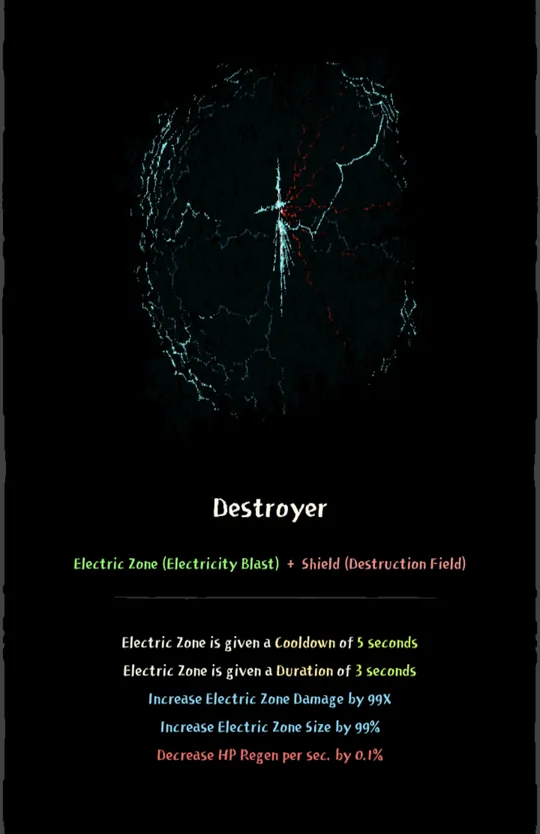 Destroyer
Electric Zone (Electricity Blast) + Shield (Destruction Field)
Electric Zone is given a Cooldown of 5 seconds
Electric Zone is given a Duration of 3 seconds
Increase Electric Zone Damage by 99X
Increase Electric Zone Size by 99%
Decrease HP Regen per sec. by 0.1%